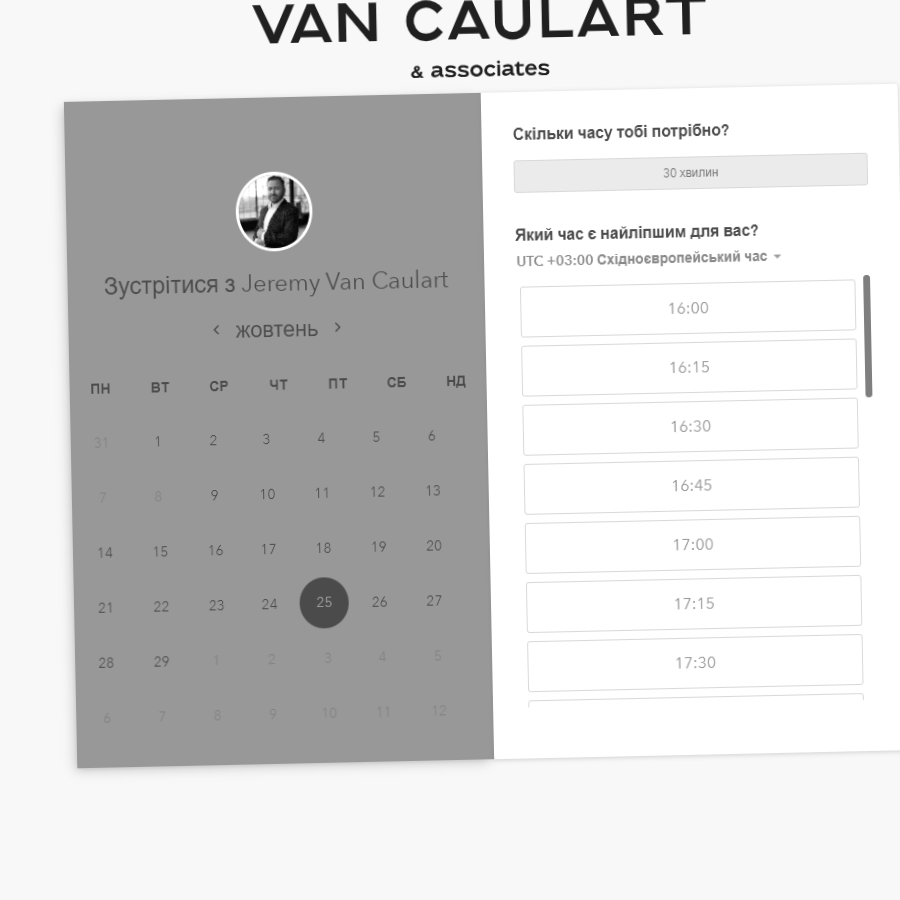 VAN CAULART
& associates
Зустрітися з Jeremy Van Caulart
жовтень
ПН ВТ СР ЧТ ПТ СБ НД
31 1 2 3 4 5 6
7 8 9 10 11 12 13
14 15 16 17 18 19 20
21 22 23 24 25 26 27
28 29 1 2 3 4 5
6 7 8 9 10 11 12
Скільки часу тобі потрібно?
30 хвилин
Який час є найліпшим для вас?
UTC +03:00 Східноєвропейський час
16:00
16:15
16:30
16:45
17:00
17:15
17:30